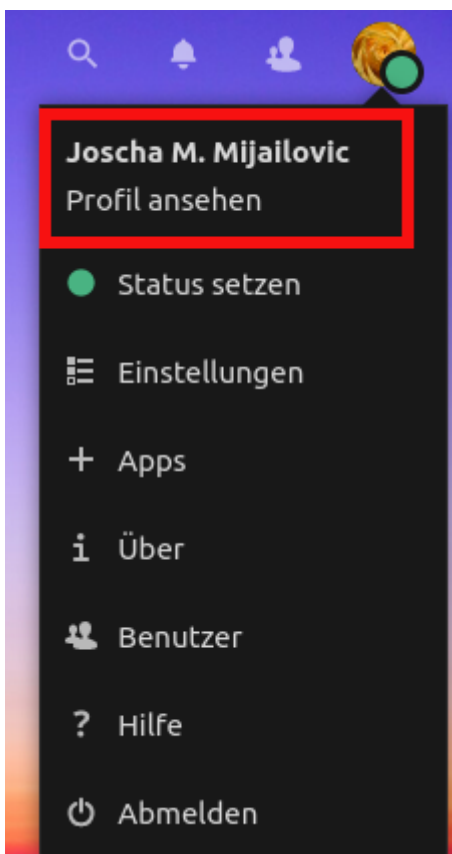 Joscha M. Mijailovic
Profil ansehen
Status setzen
Einstellungen
Apps
Über
Benutzer
Hilfe
Abmelden